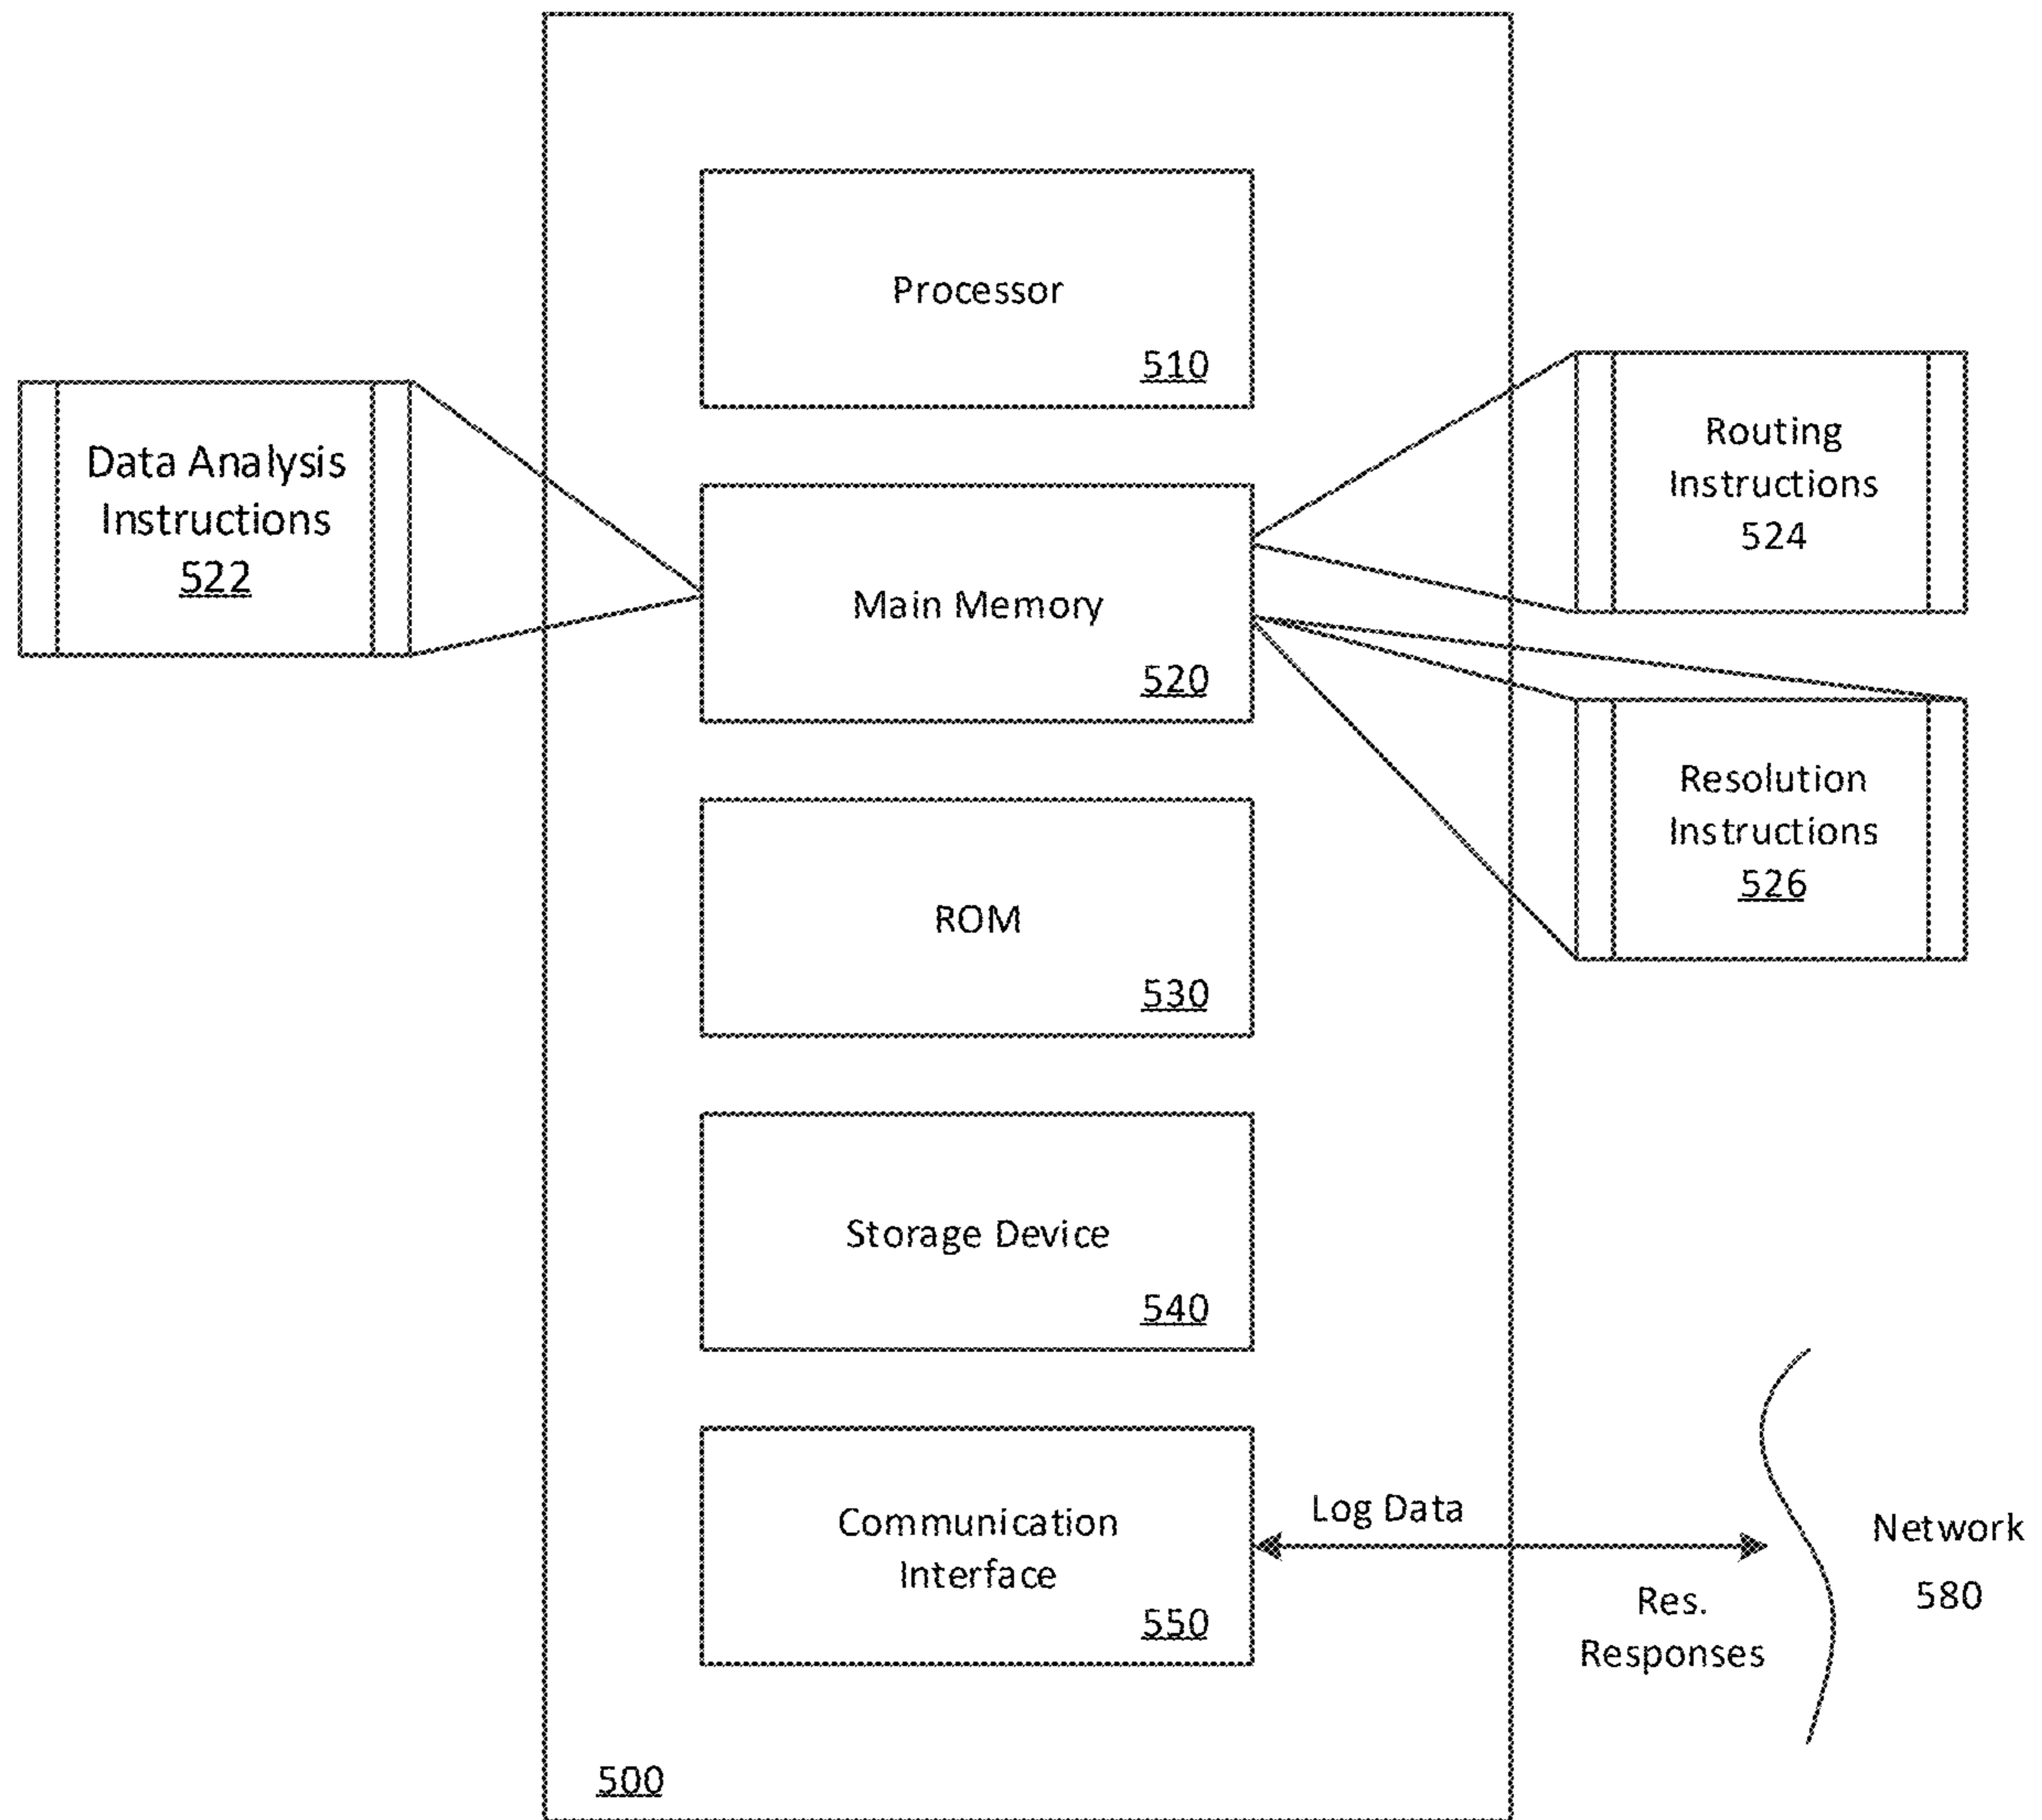 Processor
510
Data Analysis
Instructions
522
Routing
Instructions
524
Main Memory
520
Resolution
Instructions
526
ROM
530
Storage Device
540
Communication
Interface
550
Log Data
Res.
Responses
Network
580
500